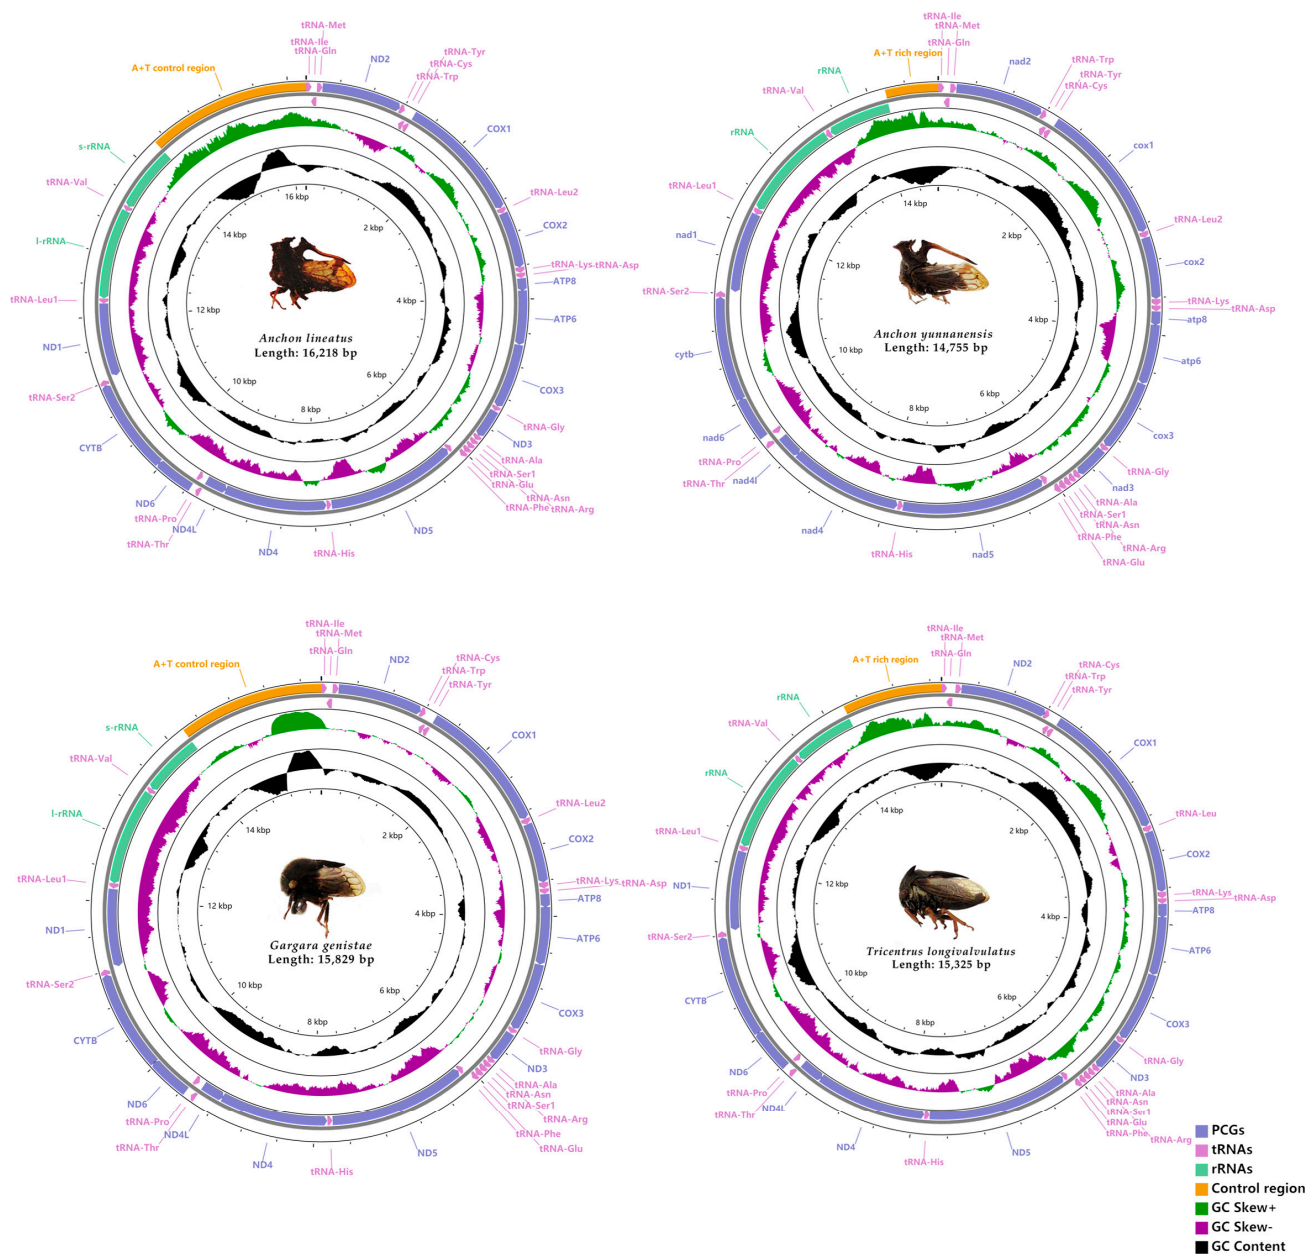 tRNA-Met
tRNA-Ile
tRNA-Gln
ND2
tRNA-Tyr
tRNA-Cys
tRNA-Trp
A+T control region
COX1
s-rRNA
tRNA-Val
tRNA-Leu2
COX2
l-rRNA
tRNA-Lys
tRNA-Asp
ATP8
tRNA-Leu1
ATP6
ND1
COX3
tRNA-Ser2
tRNA-Gly
CYTB
ND3
tRNA-Ala
tRNA-Ser1
tRNA-Glu
tRNA-Asn
tRNA-Phe
tRNA-Arg
ND6
tRNA-Pro
ND4L
tRNA-Thr
ND4
tRNA-His
ND5
16 kbp
2 kbp
4 kbp
6 kbp
8 kbp
10 kbp
12 kbp
14 kbp
Anchon lineatus
Length: 16,218 bp
tRNA-Ile
tRNA-Met
tRNA-Gln
A+T rich region
nad2
tRNA-Trp
tRNA-Tyr
tRNA-Cys
rRNA
tRNA-Val
cox1
rRNA
tRNA-Leu1
tRNA-Leu2
nad1
cox2
tRNA-Ser2
tRNA-Lys
tRNA-Asp
atp8
cytb
atp6
cox3
nad6
tRNA-Gly
tRNA-Pro
nad4l
tRNA-Thr
nad3
tRNA-Ala
tRNA-Ser1
tRNA-Asn
tRNA-Phe
tRNA-Arg
tRNA-Glu
nad4
tRNA-His
nad5
14 kbp
2 kbp
4 kbp
6 kbp
8 kbp
10 kbp
12 kbp
Anchon yunnanensis
Length: 14,755 bp
tRNA-Ile
tRNA-Met
tRNA-Gln
ND2
tRNA-Cys
tRNA-Trp
tRNA-Tyr
A+T control region
s-rRNA
COX1
tRNA-Val
tRNA-Leu2
l-rRNA
COX2
tRNA-Leu1
tRNA-Lys
tRNA-Asp
ATP8
ND1
ATP6
tRNA-Ser2
COX3
CYTB
tRNA-Gly
ND3
tRNA-Ala
tRNA-Asn
tRNA-Ser1
tRNA-Arg
tRNA-Phe
tRNA-Glu
ND6
tRNA-Pro
ND4L
tRNA-Thr
ND4
tRNA-His
ND5
2 kbp
4 kbp
6 kbp
8 kbp
10 kbp
12 kbp
14 kbp
Gargara genistae
Length: 15,829 bp
tRNA-Ile
tRNA-Met
tRNA-Gln
A+T rich region
ND2
tRNA-Cys
tRNA-Trp
tRNA-Tyr
rRNA
tRNA-Val
COX1
rRNA
tRNA-Leu
tRNA-Leu1
COX2
ND1
tRNA-Lys
tRNA-Asp
ATP8
tRNA-Ser2
ATP6
CYTB
COX3
tRNA-Gly
ND3
tRNA-Ala
tRNA-Asn
tRNA-Ser1
tRNA-Glu
tRNA-Phe
tRNA-Arg
ND6
tRNA-Pro
ND4L
tRNA-Thr
ND4
tRNA-His
ND5
2 kbp
4 kbp
6 kbp
8 kbp
10 kbp
12 kbp
14 kbp
Tricentrus longivalvulatus
Length: 15,325 bp
PCGs
tRNAs
rRNAs
Control region
GC Skew+
GC Skew-
GC Content